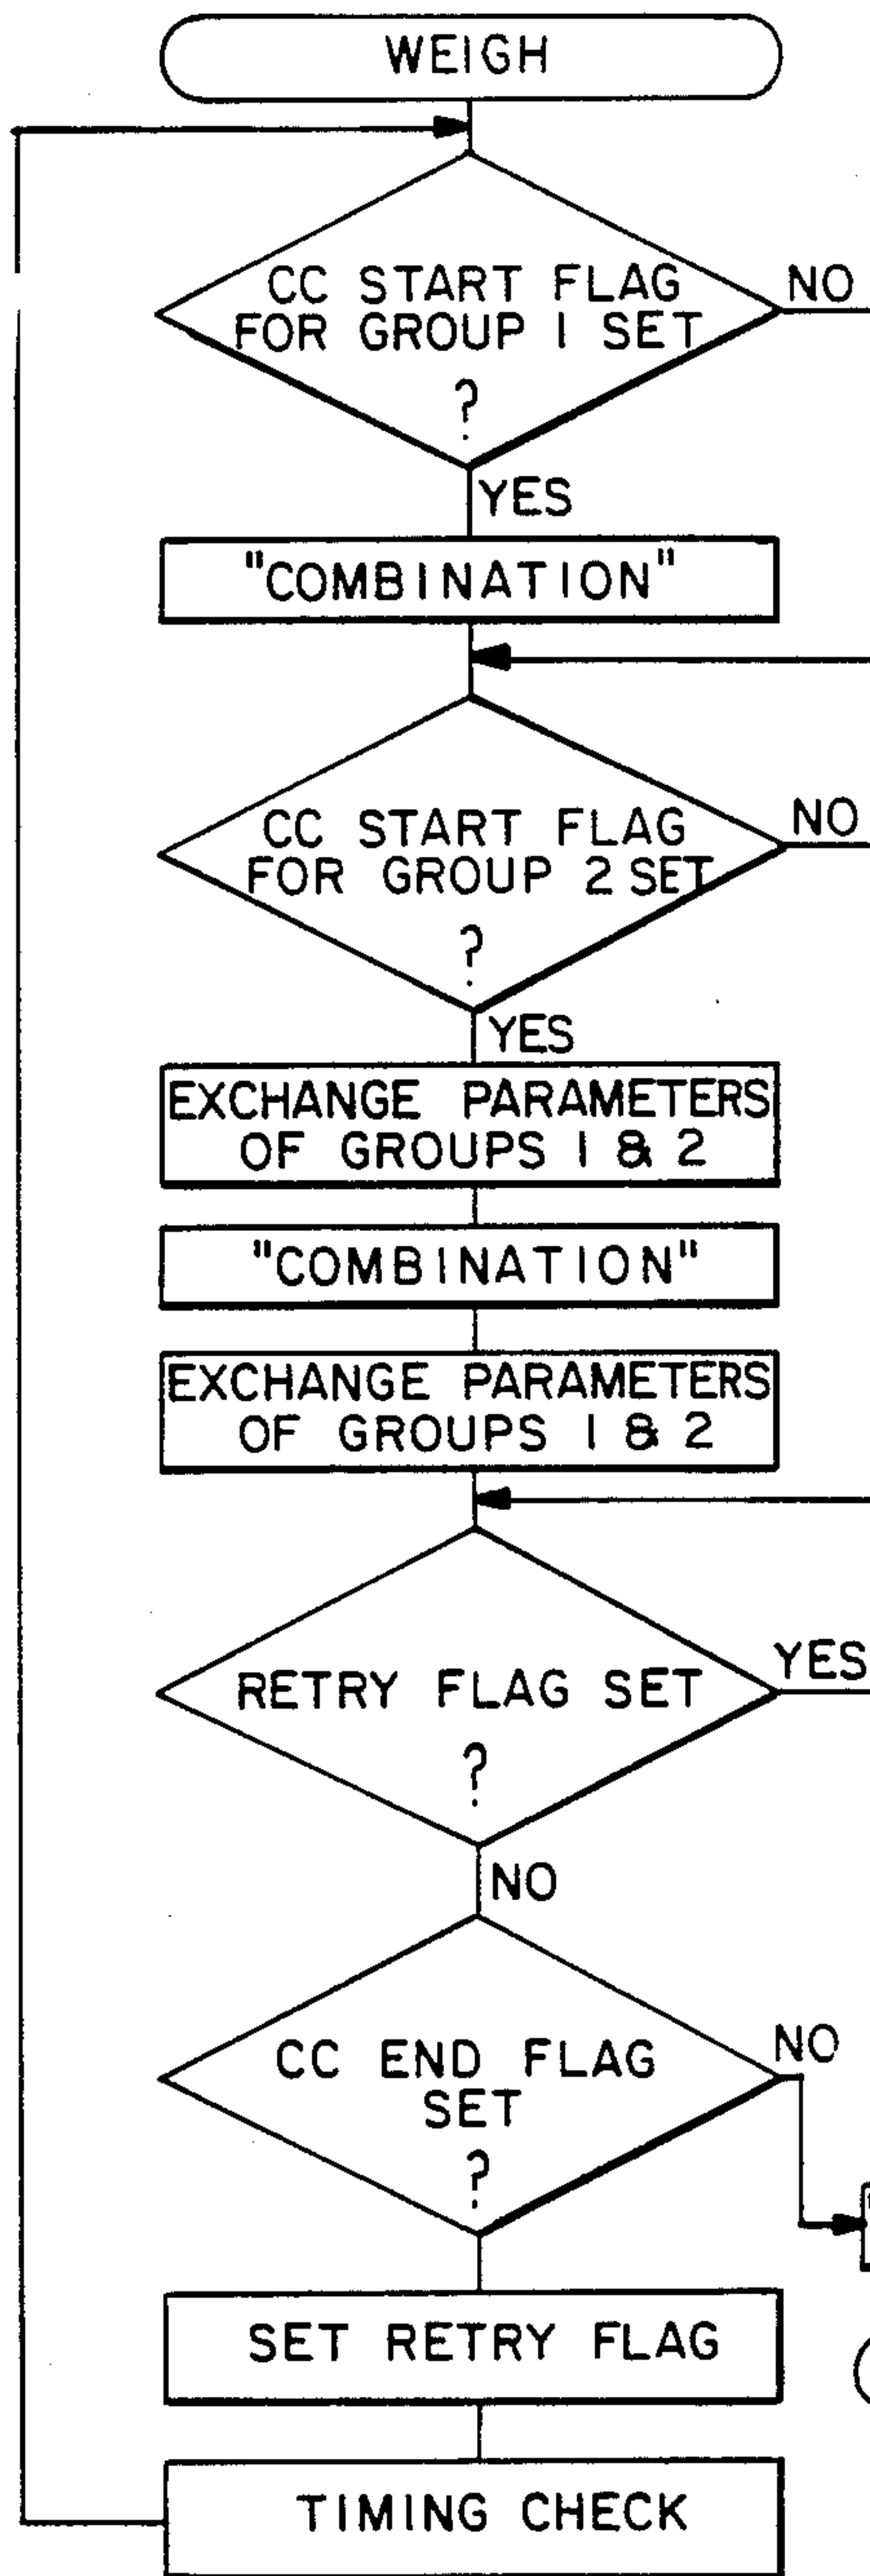 WEIGH
CC START FLAG
FOR GROUP 1 SET
?
NO
YES
"COMBINATION"
CC START FLAG
FOR GROUP 2 SET
?
NO
YES
EXCHANGE PARAMETERS
OF GROUPS 1 & 2
"COMBINATION"
EXCHANGE PARAMETERS
OF GROUPS 1 & 2
RETRY FLAG SET
?
YES
NO
CC END FLAG
SET
?
NO
SET RETRY FLAG
TIMING CHECK